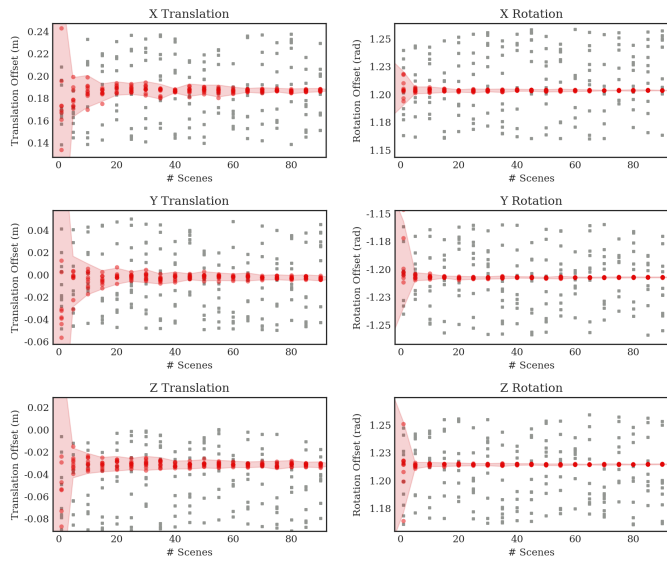 X Translation
Translation Offset (m)
0.24
0.22
0.20
0.18
0.16
0.14
0 20 40 60 80
# Scenes
X Rotation
Rotation Offset (rad)
1.25
1.23
1.20
1.18
1.15
0 20 40 60 80
# Scenes
Y Translation
Translation Offset (m)
0.04
0.02
0.00
−0.02
−0.04
−0.06
0 20 40 60 80
# Scenes
Y Rotation
Rotation Offset (rad)
-1.15
-1.18
-1.20
-1.23
-1.25
0 20 40 60 80
# Scenes
Z Translation
Translation Offset (m)
0.02
0.00
−0.02
−0.04
−0.06
−0.08
0 20 40 60 80
# Scenes
Z Rotation
Rotation Offset (rad)
1.25
1.23
1.20
1.18
0 20 40 60 80
# Scenes